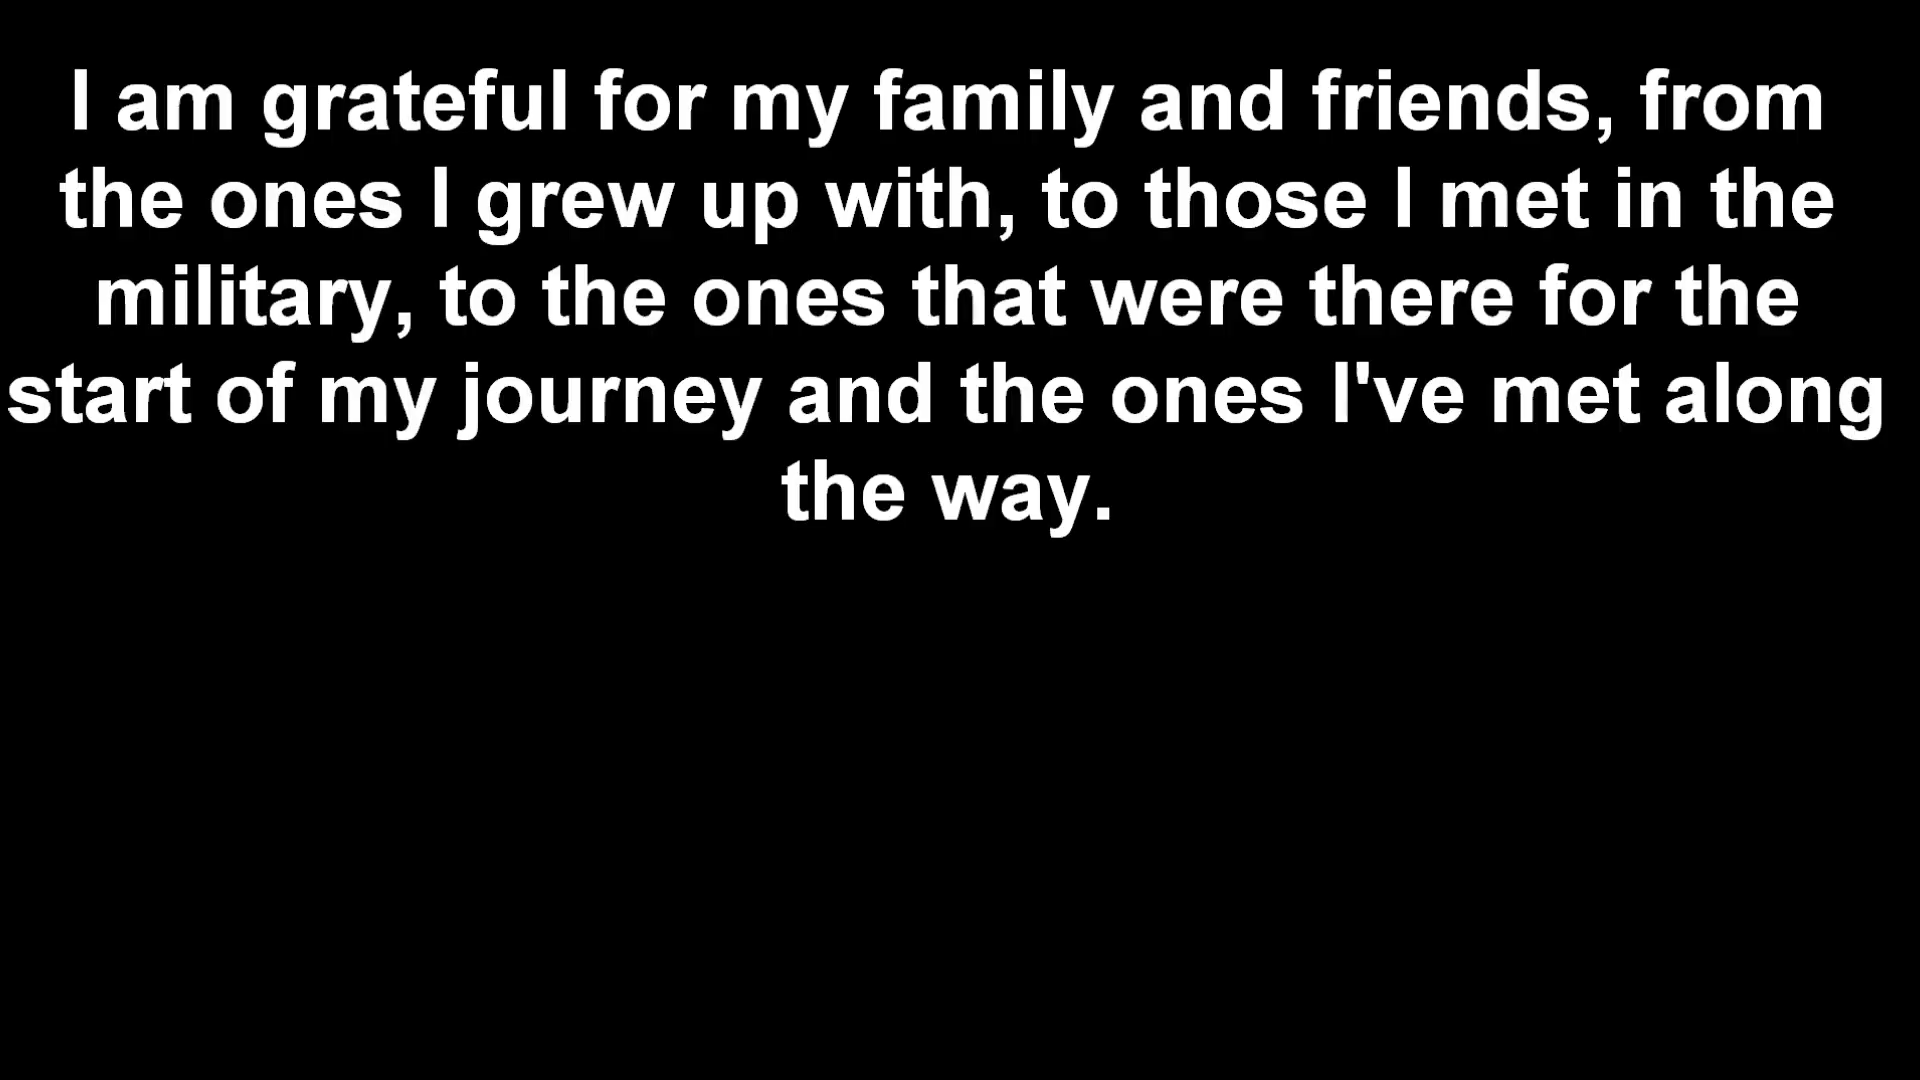 I am grateful for my family and friends, from
the ones I grew up with, to those I met in the
military, to the ones that were there for the
start of my journey and the ones I've met along
the way.